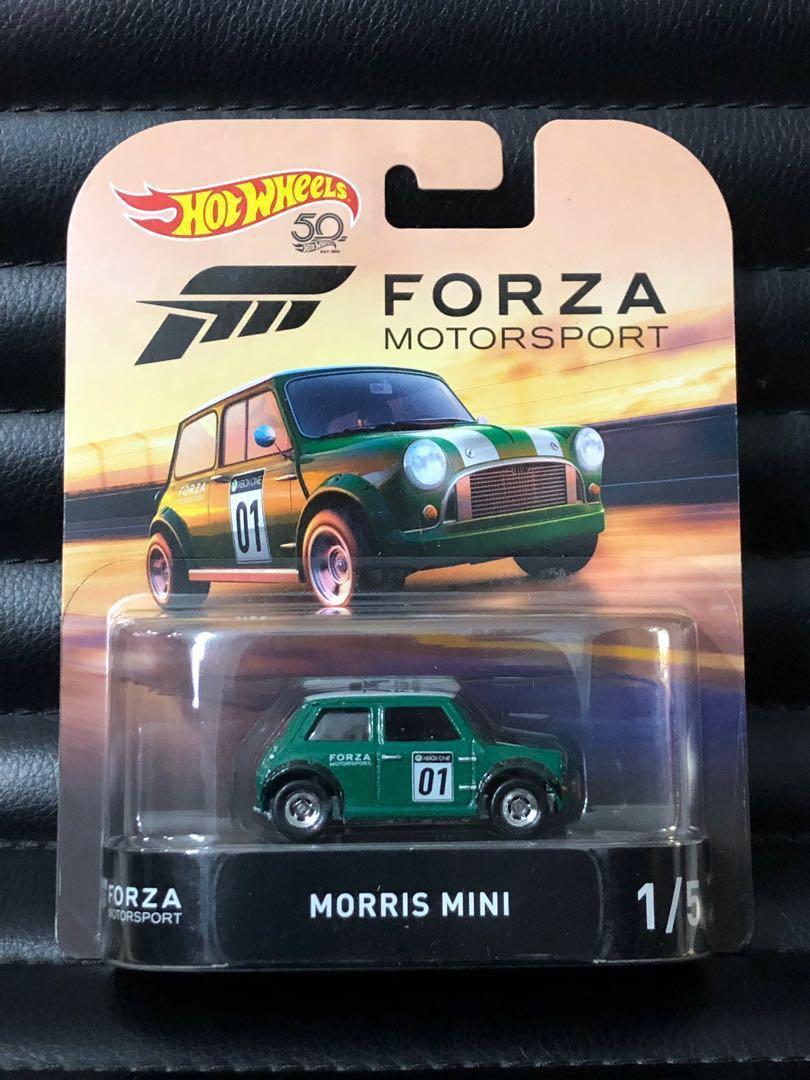 HOT WHEELS
50
FORZA
MOTORSPORT
FORZA
XBOX ONE
01
FORZA
MOTORSPORT
XBOX ONE
01
FORZA
MOTORSPORT
MORRIS MINI
1/5